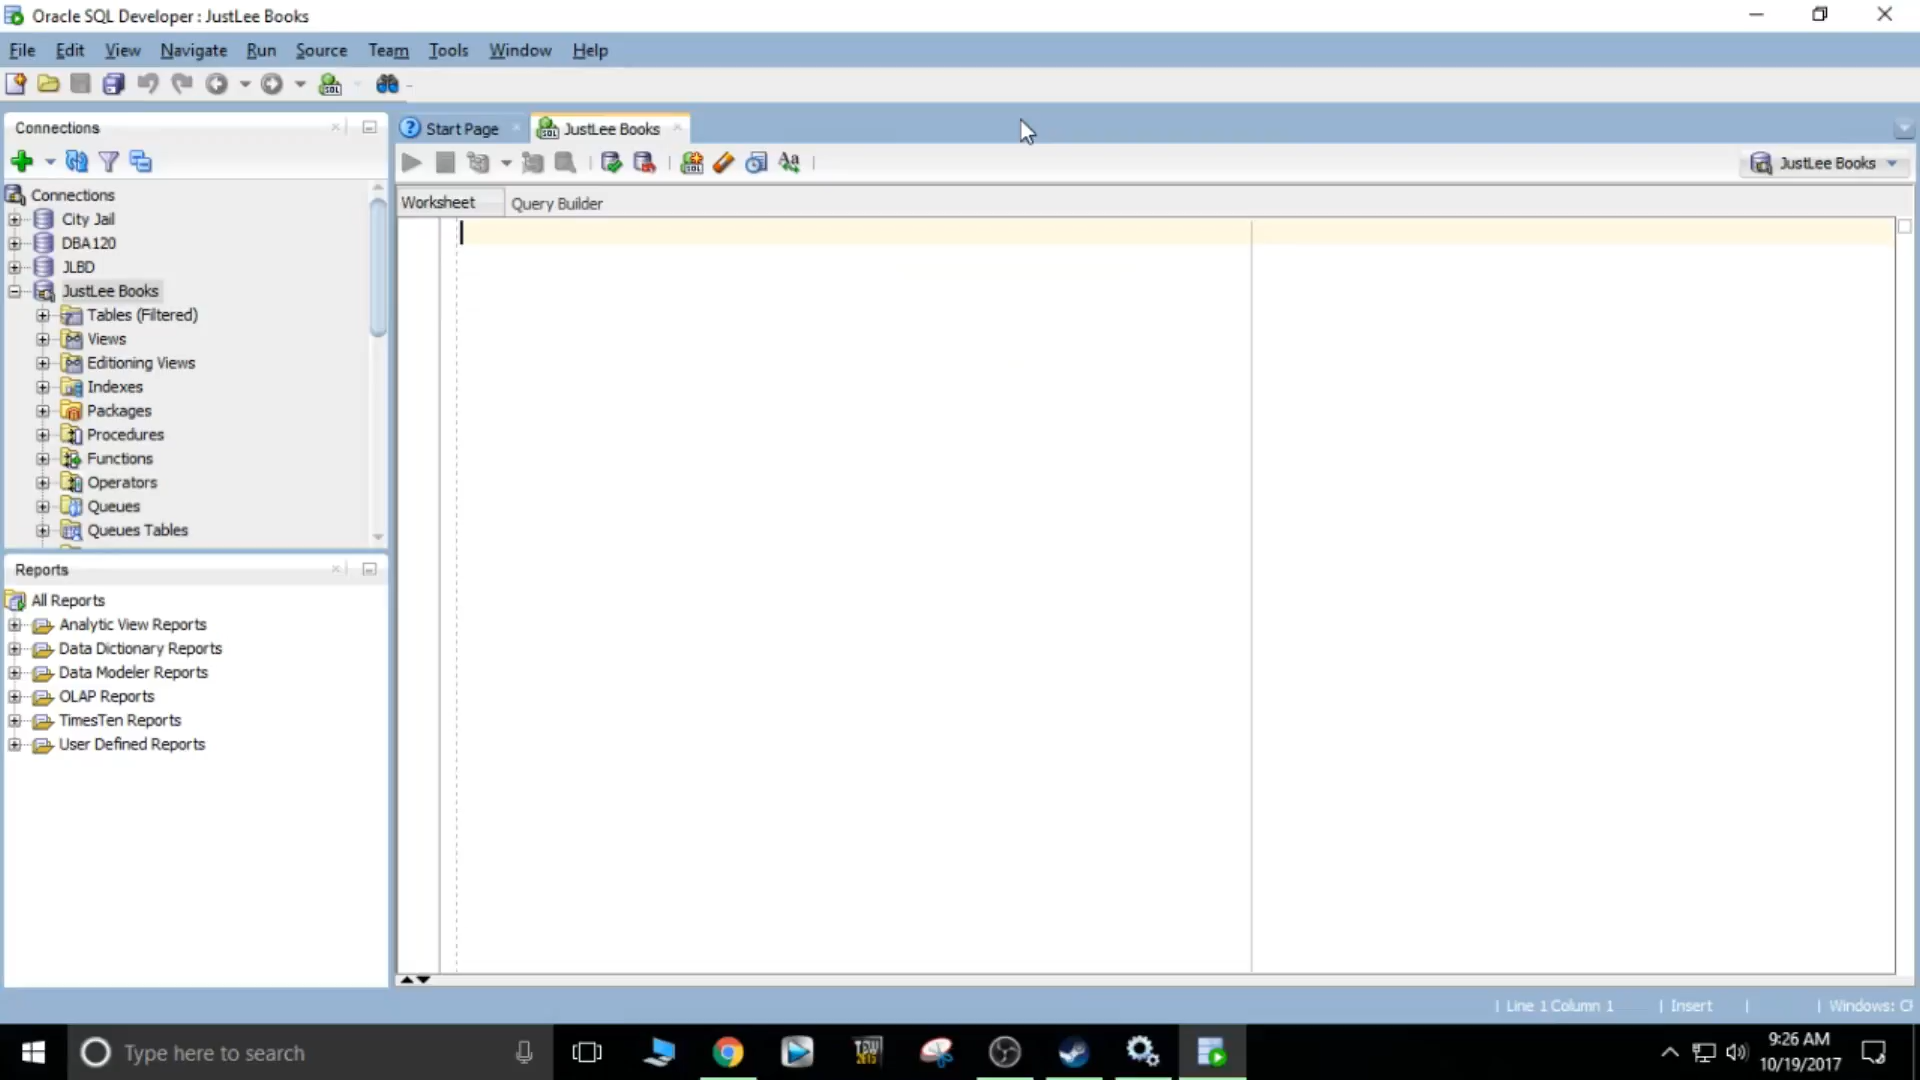 Oracle SQL Developer : JustLee Books
File Edit View Navigate Run Source Team Tools Window Help
Connections
Start Page
JustLee Books
JustLee Books
Worksheet
Query Builder
Connections
City Jail
DBA120
JLBD
JustLee Books
Tables (Filtered)
Views
Editioning Views
Indexes
Packages
Procedures
Functions
Operators
Queues
Queues Tables
Reports
All Reports
Analytic View Reports
Data Dictionary Reports
Data Modeler Reports
OLAP Reports
TimesTen Reports
User Defined Reports
| Line 1 Column 1 | Insert | | Windows: Cl
Type here to search
9:26 AM
10/19/2017